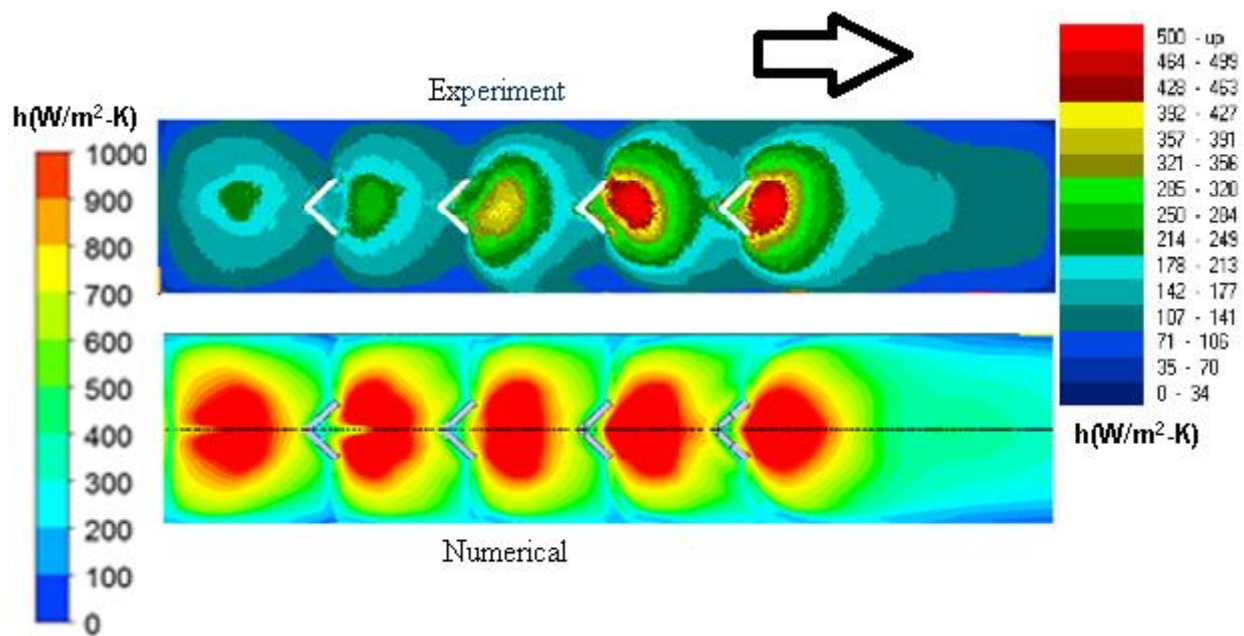 Experiment
h(W/m²-K)
1000
900
800
700
600
500
400
300
200
100
0
500 - up
464 - 499
428 - 463
392 - 427
357 - 391
321 - 356
285 - 320
250 - 284
214 - 249
178 - 213
142 - 177
107 - 141
71 - 106
35 - 70
0 - 34
h(W/m²-K)
Numerical